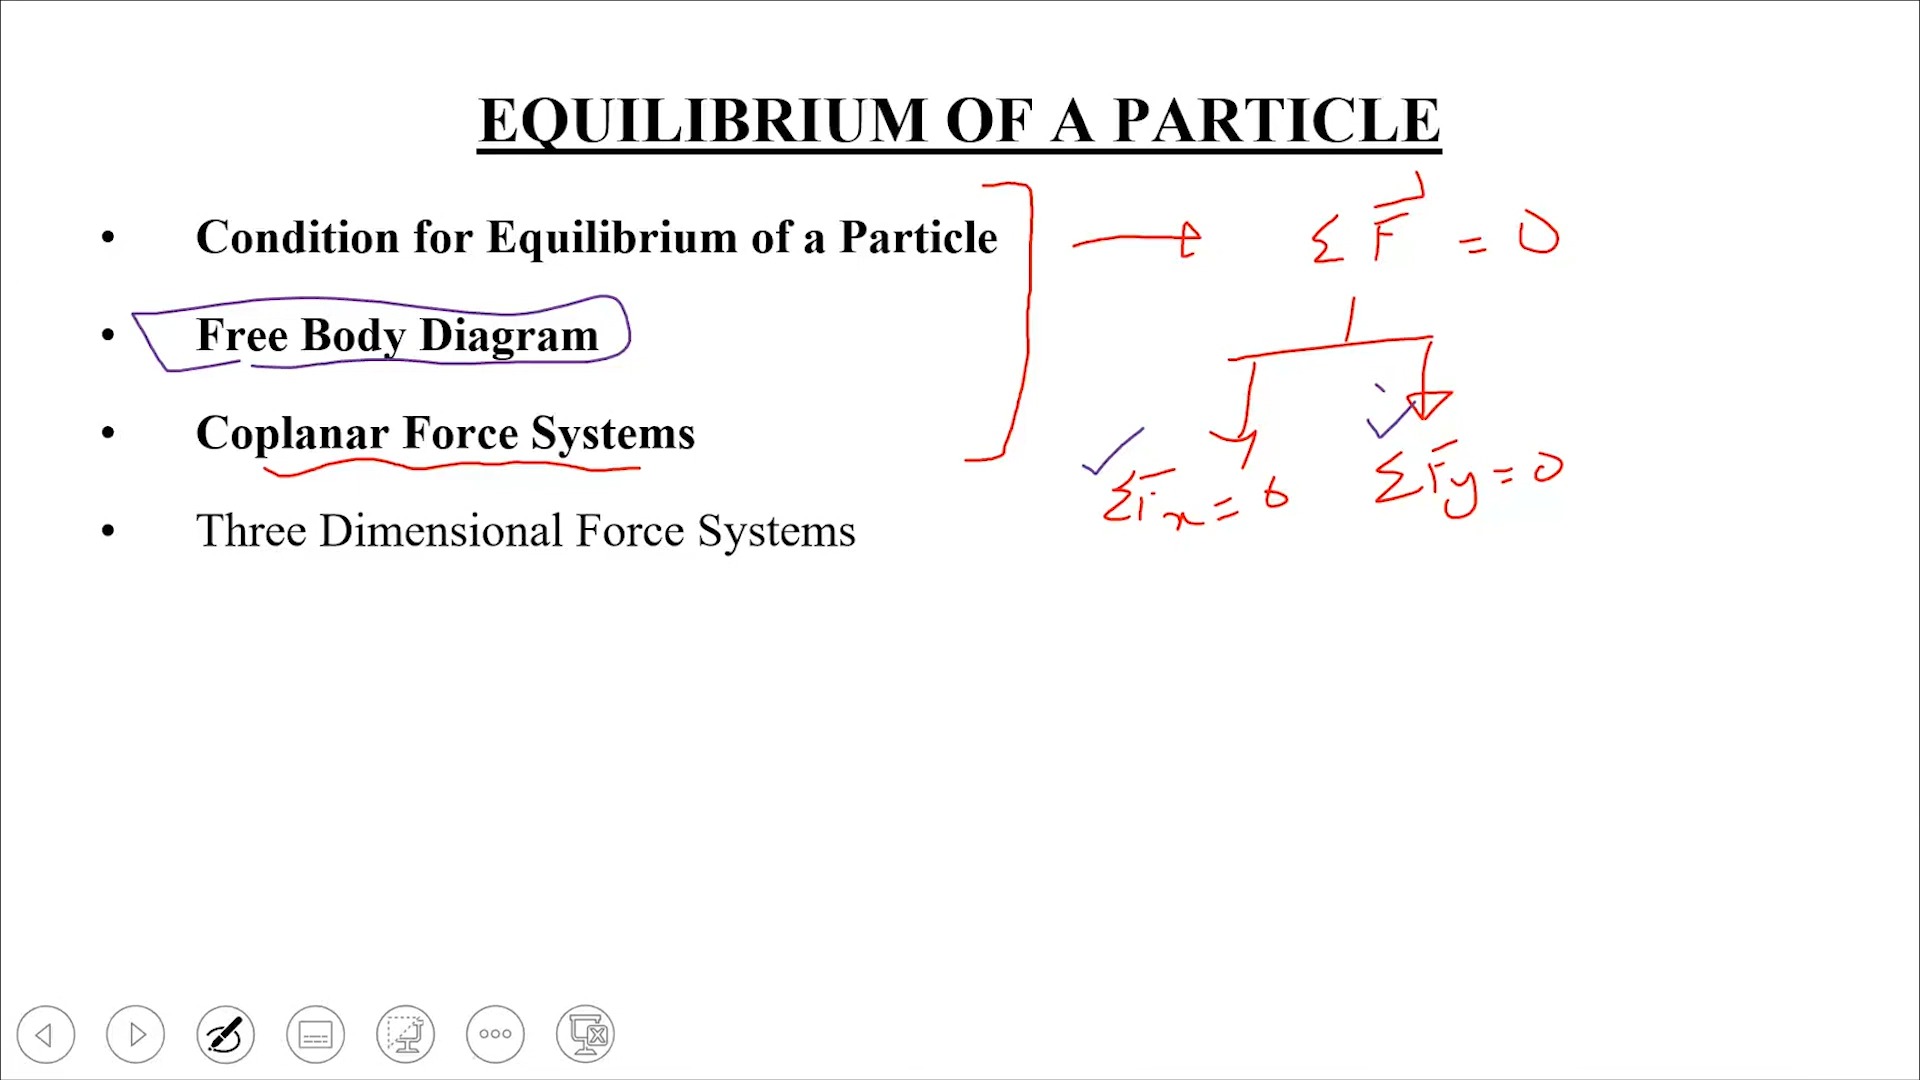 EQUILIBRIUM OF A PARTICLE
• Condition for Equilibrium of a Particle
ΣF⃗ = 0
• Free Body Diagram
• Coplanar Force Systems
ΣFx = 0
ΣFy = 0
• Three Dimensional Force Systems